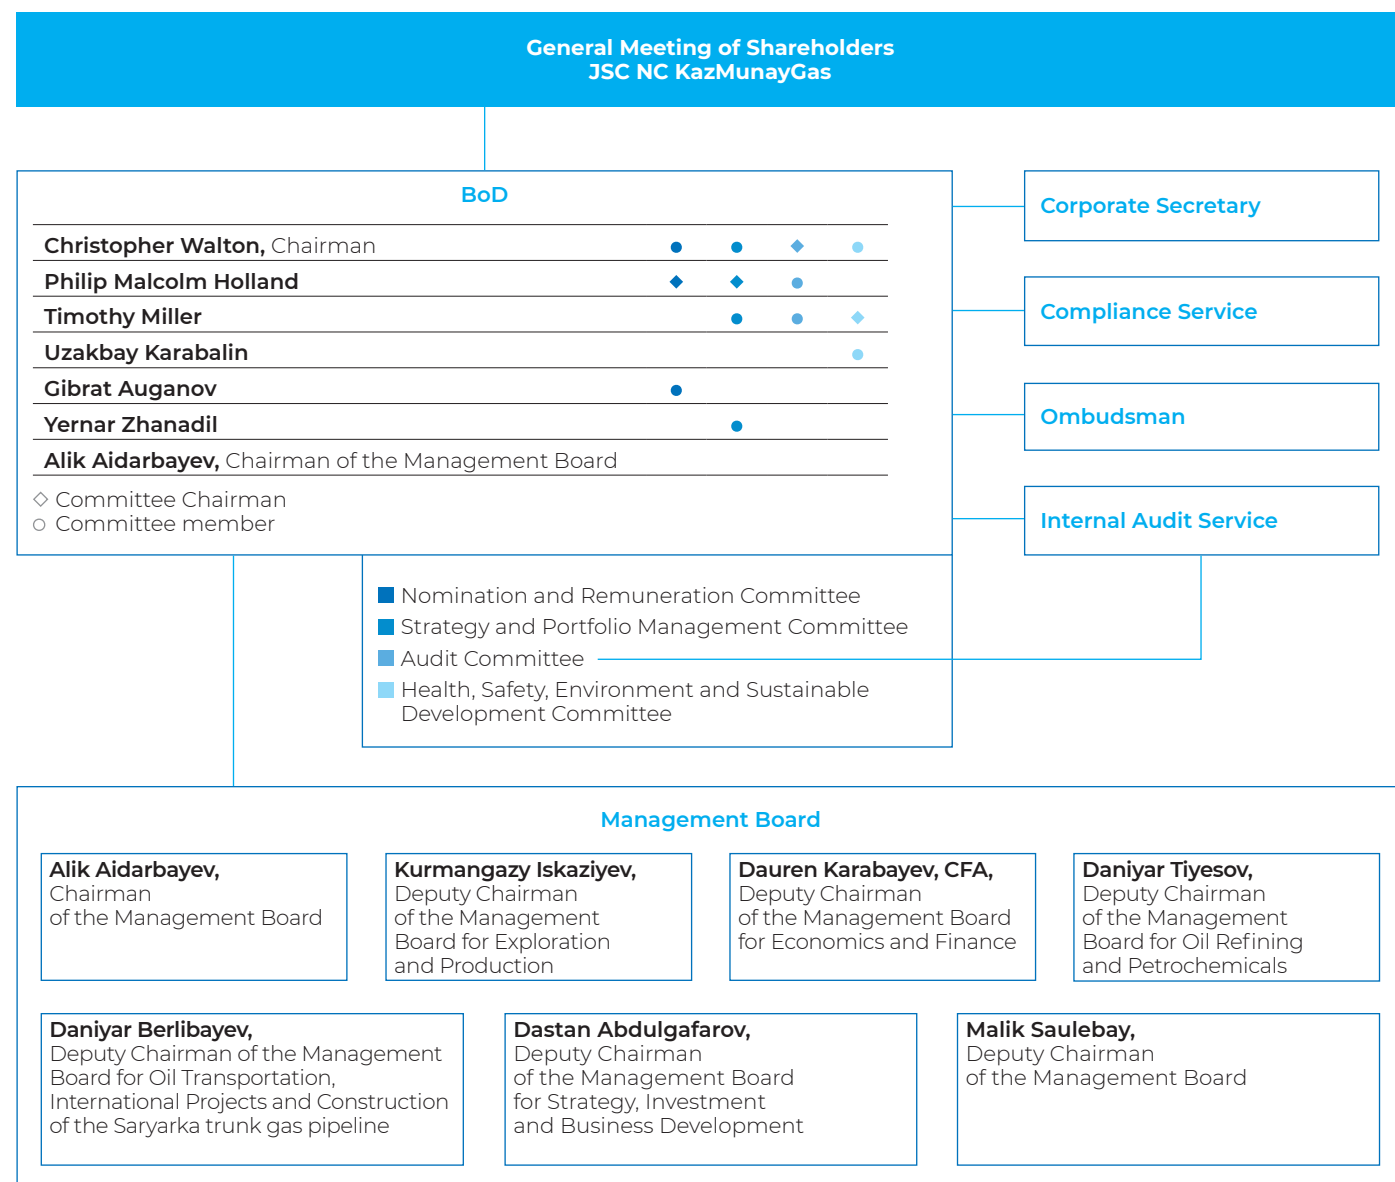 General Meeting of Shareholders
JSC NC KazMunayGas
BoD
Christopher Walton, Chairman
Philip Malcolm Holland
Timothy Miller
Uzakbay Karabalin
Gibrat Auganov
Yernar Zhanadil
Alik Aidarbayev, Chairman of the Management Board
Committee Chairman
Committee member
Corporate Secretary
Compliance Service
Ombudsman
Internal Audit Service
Nomination and Remuneration Committee
Strategy and Portfolio Management Committee
Audit Committee
Health, Safety, Environment and Sustainable
Development Committee
Management Board
Alik Aidarbayev,
Chairman
of the Management Board
Kurmangazy Iskaziyev,
Deputy Chairman
of the Management
Board for Exploration
and Production
Dauren Karabayev, CFA,
Deputy Chairman
of the Management Board
for Economics and Finance
Daniyar Tiyesov,
Deputy Chairman
of the Management
Board for Oil Refining
and Petrochemicals
Daniyar Berlibayev,
Deputy Chairman of the Management
Board for Oil Transportation,
International Projects and Construction
of the Saryarka trunk gas pipeline
Dastan Abdulgafarov,
Deputy Chairman
of the Management Board
for Strategy, Investment
and Business Development
Malik Saulebay,
Deputy Chairman
of the Management Board